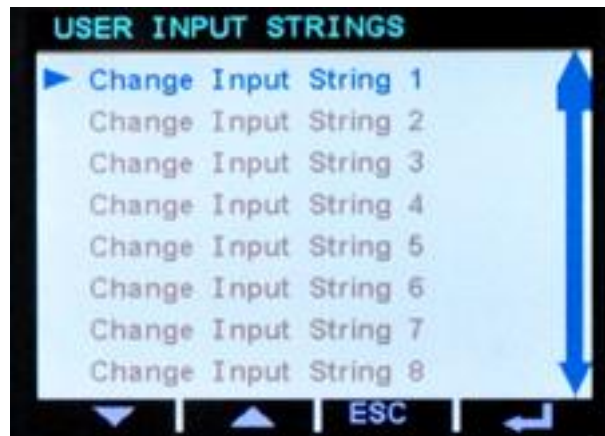 USER INPUT STRINGS
Change Input String 1
Change Input String 2
Change Input String 3
Change Input String 4
Change Input String 5
Change Input String 6
Change Input String 7
Change Input String 8
ESC